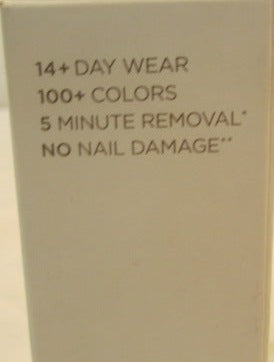 14+ DAY WEAR
100+ COLORS
5 MINUTE REMOVAL*
NO NAIL DAMAGE**